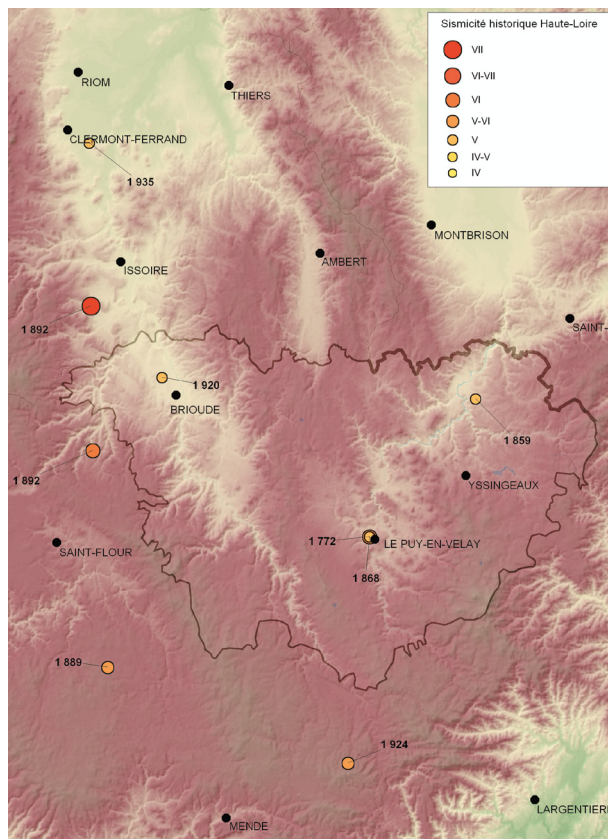 Sismicité historique Haute-Loire
VII
VI-VII
VI
V-VI
V
IV-V
IV
RIOM
THIERS
CLERMONT-FERRAND
1 935
MONTBRISON
AMBERT
ISSOIRE
1 892
SAINT-
1 920
BRIOUDE
1 859
1 892
YSSINGEAUX
1 772
LE PUY-EN-VELAY
SAINT-FLOUR
1 868
1 889
1 924
LARGENTIERE
MENDE